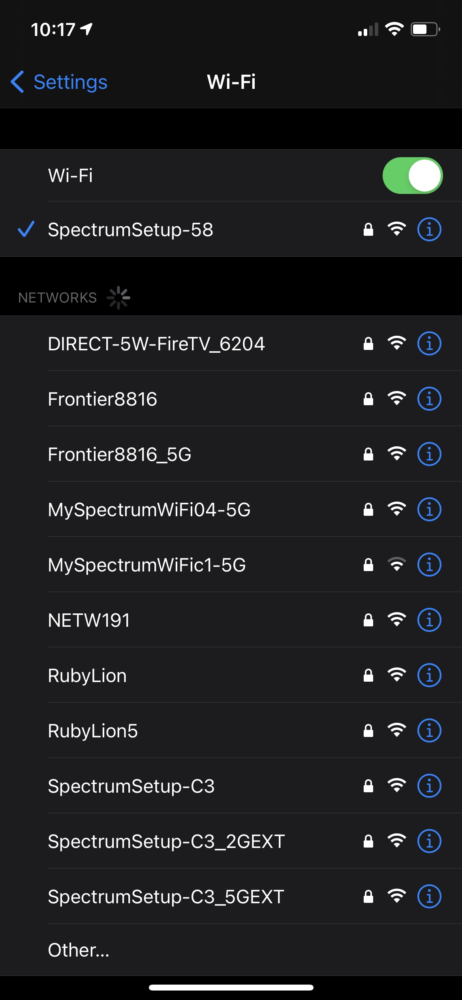 10:17
Settings
Wi-Fi
Wi-Fi
SpectrumSetup-58
NETWORKS
DIRECT-5W-FireTV_6204
Frontier8816
Frontier8816_5G
MySpectrumWiFi04-5G
MySpectrumWiFic1-5G
NETW191
RubyLion
RubyLion5
SpectrumSetup-C3
SpectrumSetup-C3_2GEXT
SpectrumSetup-C3_5GEXT
Other...